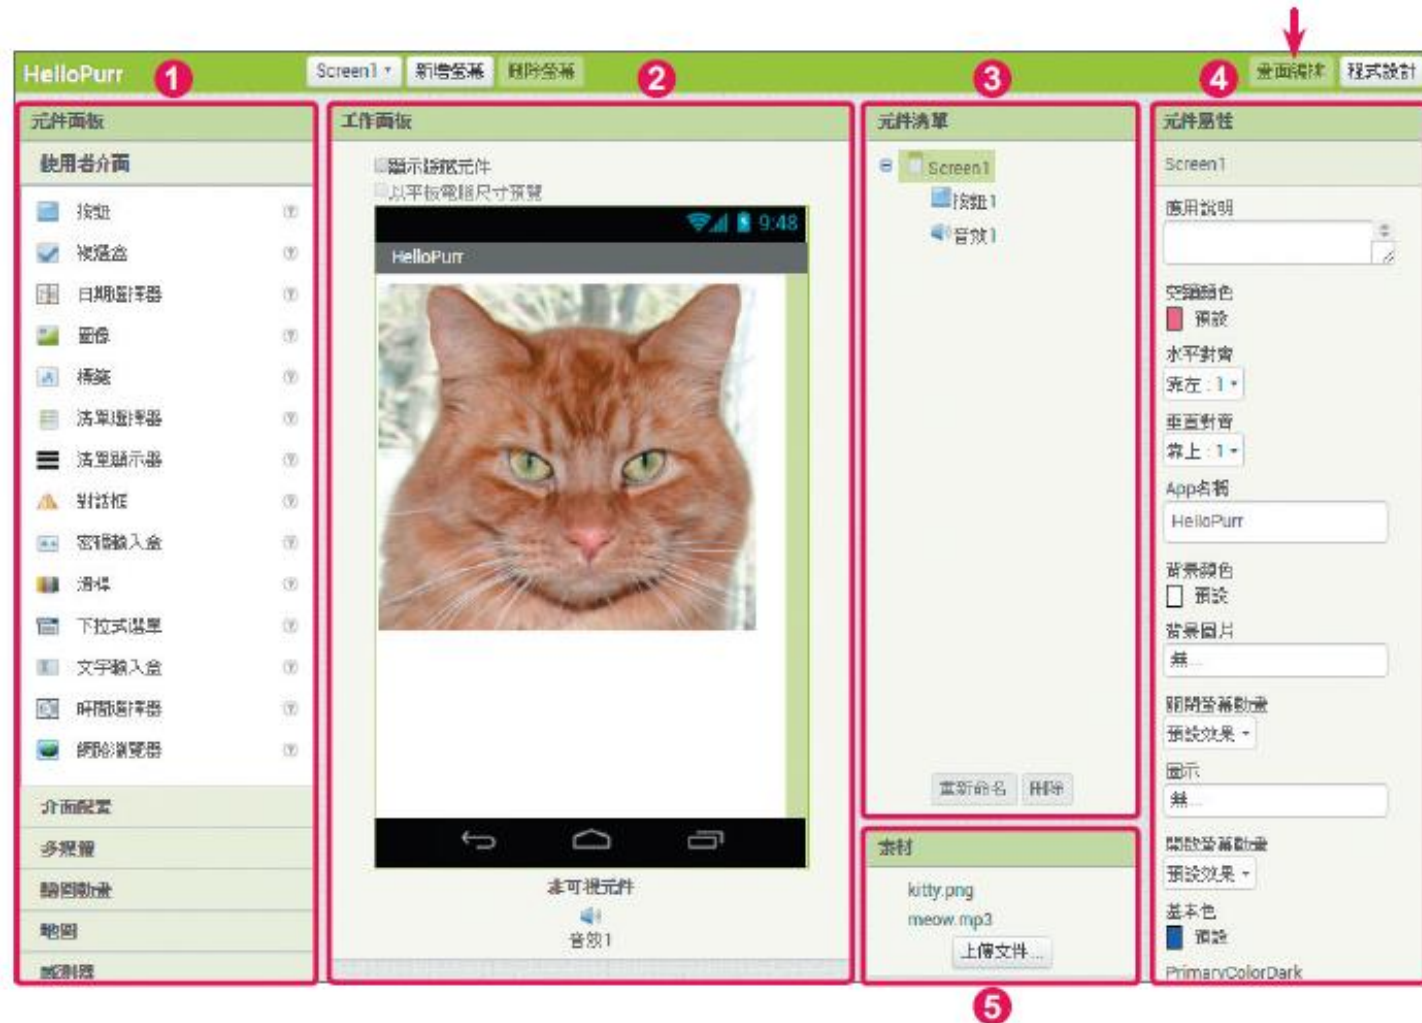 HelloPurr
1
Screen1
新增螢幕
刪除螢幕
2
3
4
畫面編排
程式設計
元件面板
使用者介面
按鈕
複選盒
日期選擇器
圖像
標籤
清單選擇器
清單顯示器
對話框
密碼輸入盒
滑桿
下拉式選單
文字輸入盒
時間選擇器
網路瀏覽器
介面配置
多媒體
繪圖動畫
地圖
感測器
工作面板
顯示隱藏元件
以平板電腦尺寸預覽
9:48
HelloPurr
非可視元件
音效1
元件清單
Screen1
按鈕1
音效1
重新命名 刪除
素材
kitty.png
meow.mp3
上傳文件...
5
元件屬性
Screen1
應用說明
預設
水平對齊
靠左 : 1
垂直對齊
靠上 : 1
App名稱
HelloPurr
背景顏色
預設
背景圖片
無...
關閉螢幕動畫
預設效果
圖示
無...
開啟螢幕動畫
預設效果
基本色
預設
PrimaryColorDark